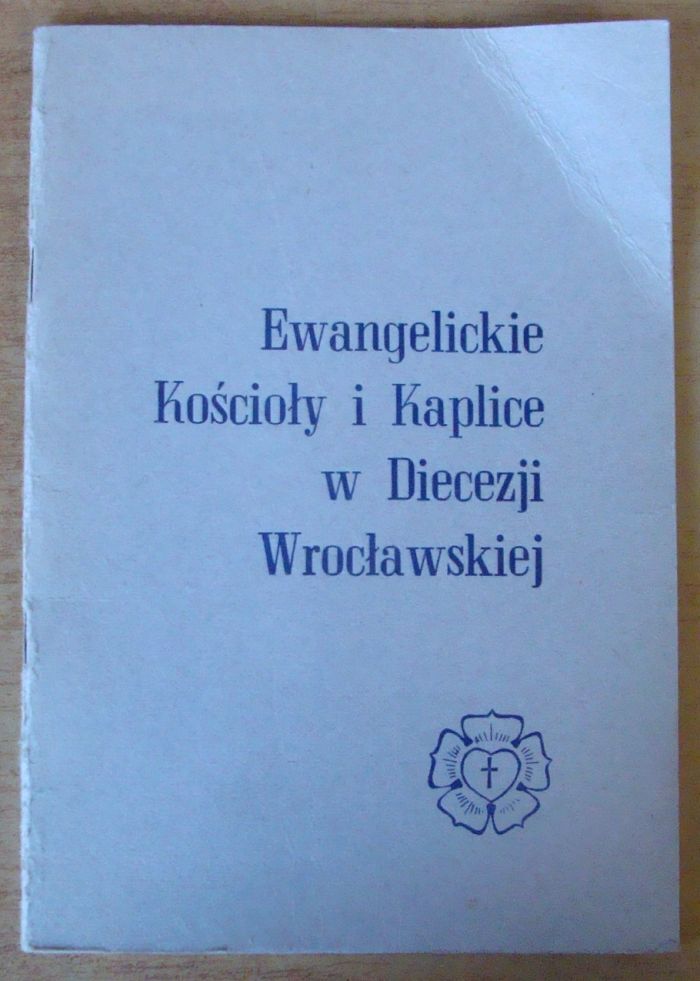 Ewangelickie
Kościoły i Kaplice
w Diecezji
Wrocławskiej